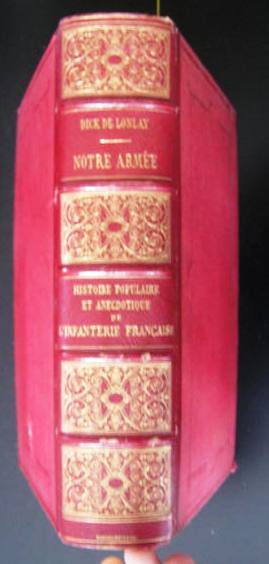 DICK DE LONLAY
NOTRE ARMÉE
HISTOIRE POPULAIRE
ET ANECDOTIQUE
DE
L'INFANTERIE FRANÇAISE